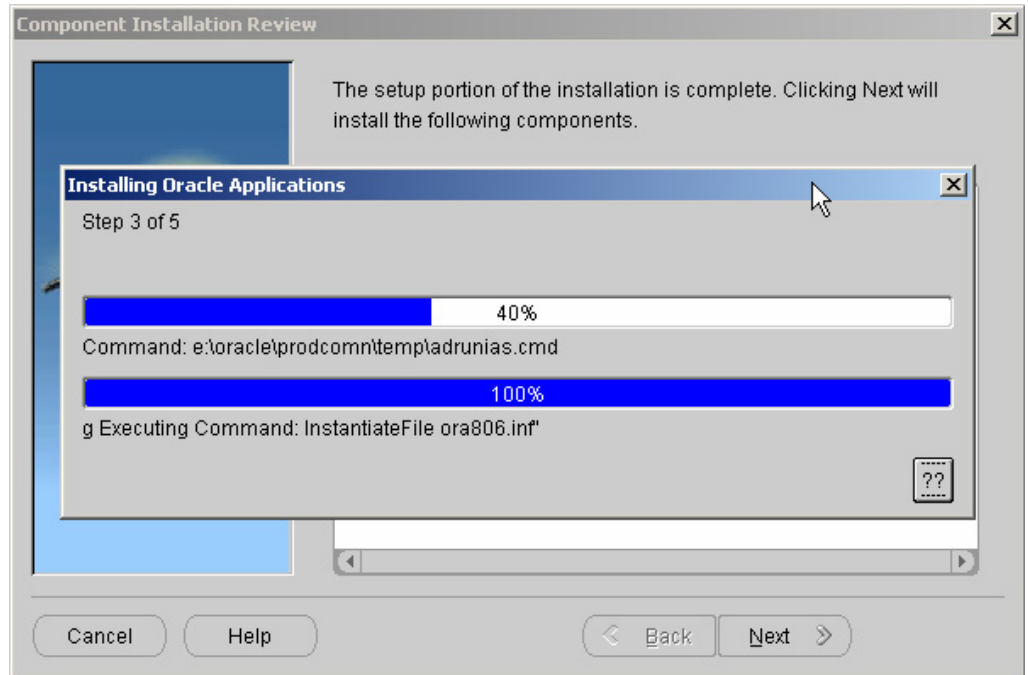 Component Installation Review
The setup portion of the installation is complete. Clicking Next will
install the following components.
Installing Oracle Applications
Step 3 of 5
40%
Command: e:\oracle\prodcomn\temp\adrunias.cmd
100%
g Executing Command: InstantiateFile ora806.inf"
??
Cancel
Help
Back
Next